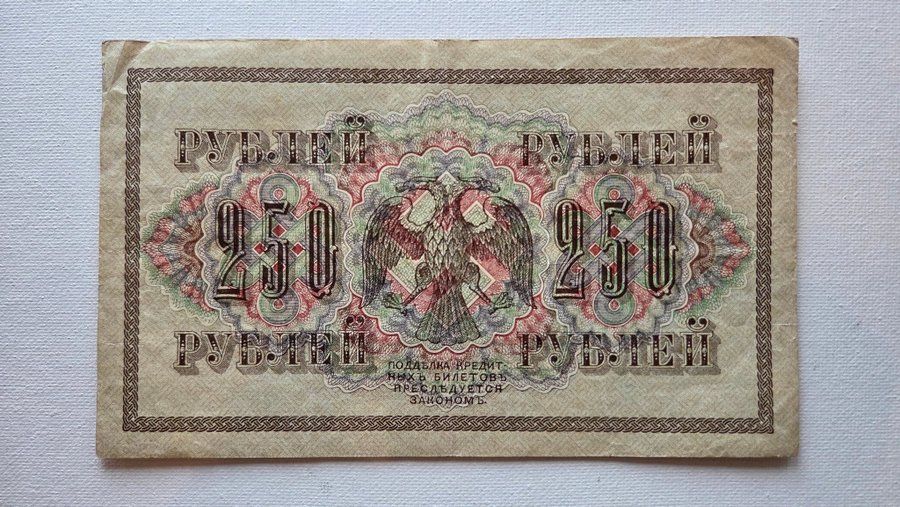 РУБЛЕЙ РУБЛЕЙ
250 250
РУБЛЕЙ РУБЛЕЙ
ПОДДѢЛКА КРЕДИТ-
НЫХЪ БИЛЕТОВЪ
ПРЕСЛѢДУЕТСЯ
ЗАКОНОМЪ.